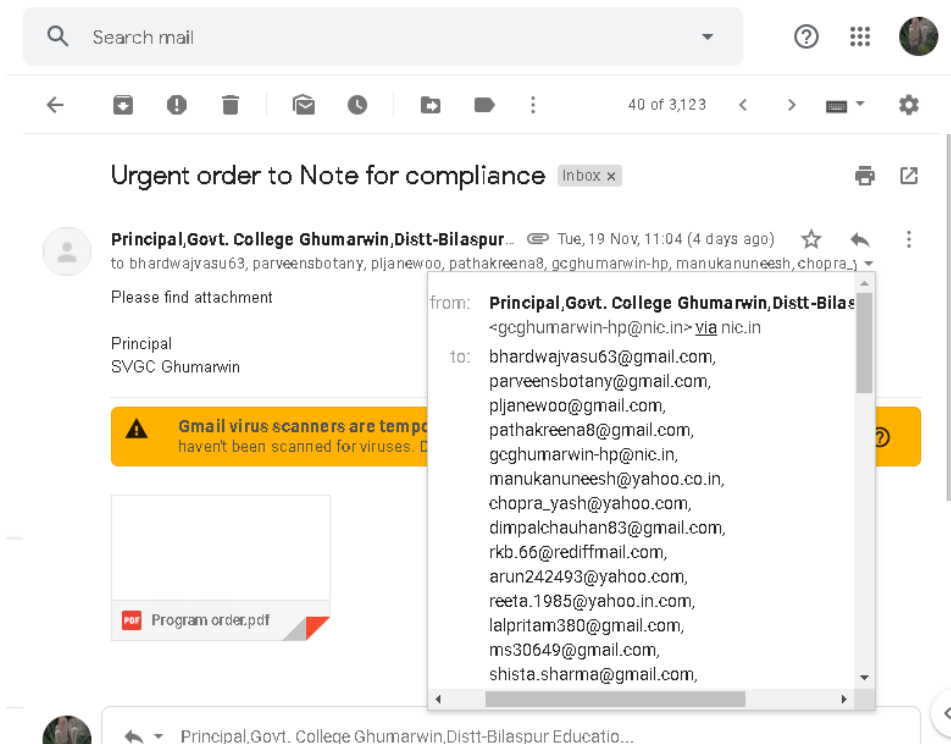 Search mail
40 of 3,123
Urgent order to Note for compliance Inbox x
Principal,Govt. College Ghumarwin,Distt-Bilaspur... Tue, 19 Nov, 11:04 (4 days ago)
to bhardwajvasu63, parveensbotany, pljanewoo, pathakreena8, gcghumarwin-hp, manukanuneesh, chopra_y
Please find attachment
Principal
SVGC Ghumarwin
from: Principal,Govt. College Ghumarwin,Distt-Bilas
<gcghumarwin-hp@nic.in> via nic.in
to: bhardwajvasu63@gmail.com,
parveensbotany@gmail.com,
pljanewoo@gmail.com,
pathakreena8@gmail.com,
gcghumarwin-hp@nic.in,
manukanuneesh@yahoo.co.in,
chopra_yash@yahoo.com,
dimpalchauhan83@gmail.com,
rkb.66@rediffmail.com,
arun242493@yahoo.com,
reeta.1985@yahoo.in.com,
lalpritam380@gmail.com,
ms30649@gmail.com,
shista.sharma@gmail.com,
Gmail virus scanners are tempo
haven't been scanned for viruses. D
PDF Program order.pdf
Principal,Govt. College Ghumarwin,Distt-Bilaspur Educatio...